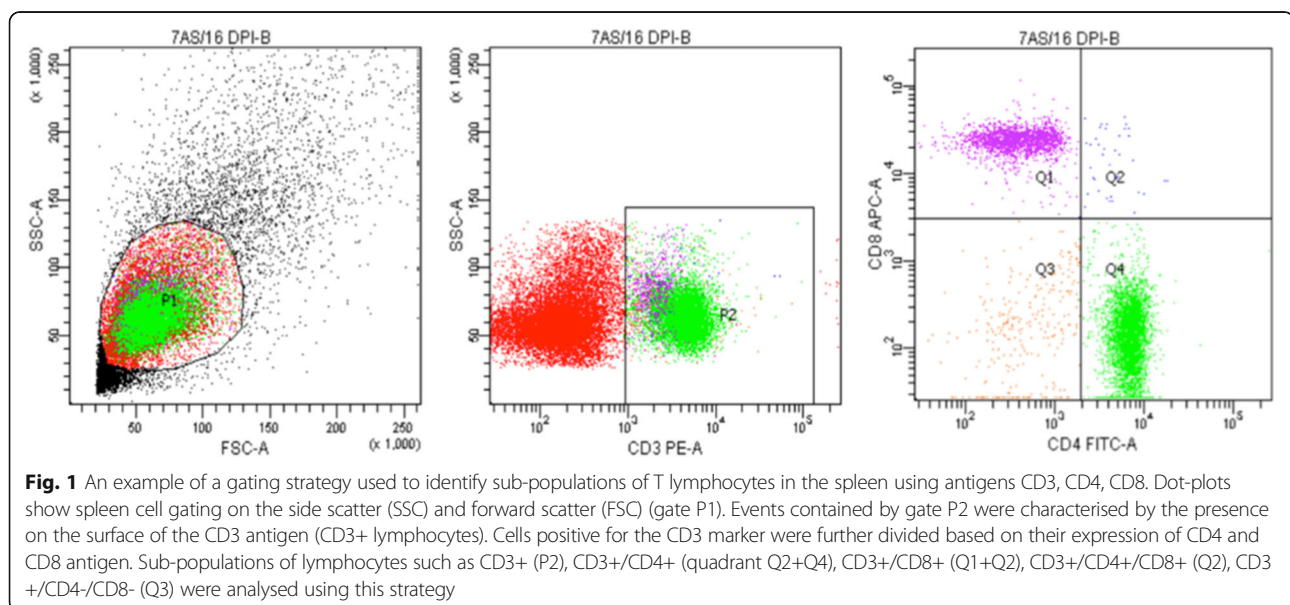 7AS/16 DPI-B
(x 1,000)
250
200
150
100
50
SSC-A
P1
50 100 150 200 250
FSC-A
(x 1,000)
7AS/16 DPI-B
(x 1,000)
250
200
150
100
50
SSC-A
P2
10² 10³ 10⁴ 10⁵
CD3 PE-A
7AS/16 DPI-B
10⁵
10⁴
10³
10²
CD8 APC-A
Q1 Q2
Q3 Q4
10² 10³ 10⁴ 10⁵
CD4 FITC-A
Fig. 1 An example of a gating strategy used to identify sub-populations of T lymphocytes in the spleen using antigens CD3, CD4, CD8. Dot-plots
show spleen cell gating on the side scatter (SSC) and forward scatter (FSC) (gate P1). Events contained by gate P2 were characterised by the presence
on the surface of the CD3 antigen (CD3+ lymphocytes). Cells positive for the CD3 marker were further divided based on their expression of CD4 and
CD8 antigen. Sub-populations of lymphocytes such as CD3+ (P2), CD3+/CD4+ (quadrant Q2+Q4), CD3+/CD8+ (Q1+Q2), CD3+/CD4+/CD8+ (Q2), CD3
+/CD4-/CD8- (Q3) were analysed using this strategy